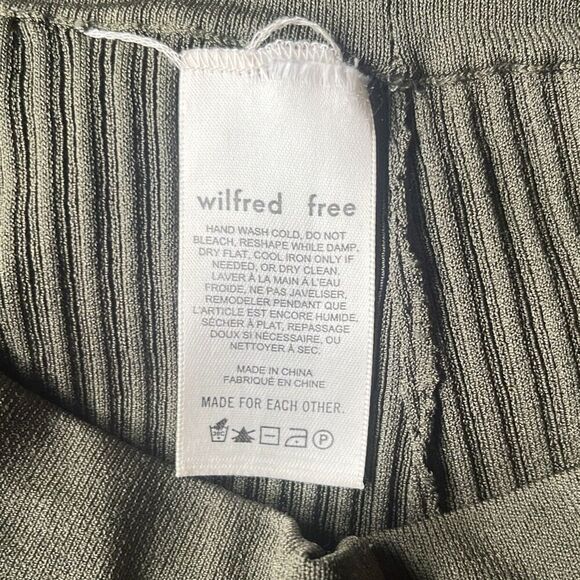 wilfred free
HAND WASH COLD, DO NOT
BLEACH, RESHAPE WHILE DAMP,
DRY FLAT, COOL IRON ONLY IF
NEEDED, OR DRY CLEAN.
LAVER À LA MAIN À L'EAU
FROIDE, NE PAS JAVELISER,
REMODELER PENDANT QUE
L'ARTICLE EST ENCORE HUMIDE,
SÉCHER À PLAT, REPASSAGE
DOUX SI NÉCESSAIRE, OU
NETTOYER À SEC.
MADE IN CHINA
FABRIQUÉ EN CHINE
MADE FOR EACH OTHER.
P